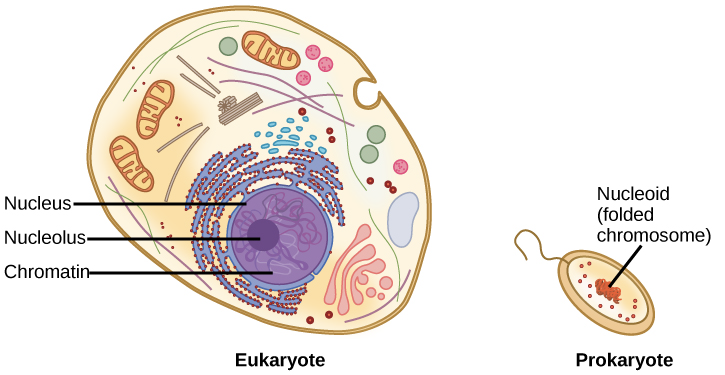 Nucleus
Nucleolus
Chromatin
Nucleoid
(folded
chromosome)
Eukaryote
Prokaryote